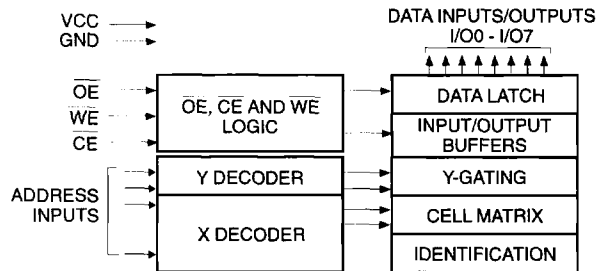 VCC
GND
DATA INPUTS/OUTPUTS
I/O0 - I/O7
OE
WE
CE
OE, CE AND WE
LOGIC
DATA LATCH
INPUT/OUTPUT
BUFFERS
ADDRESS
INPUTS
Y DECODER
X DECODER
Y-GATING
CELL MATRIX
IDENTIFICATION